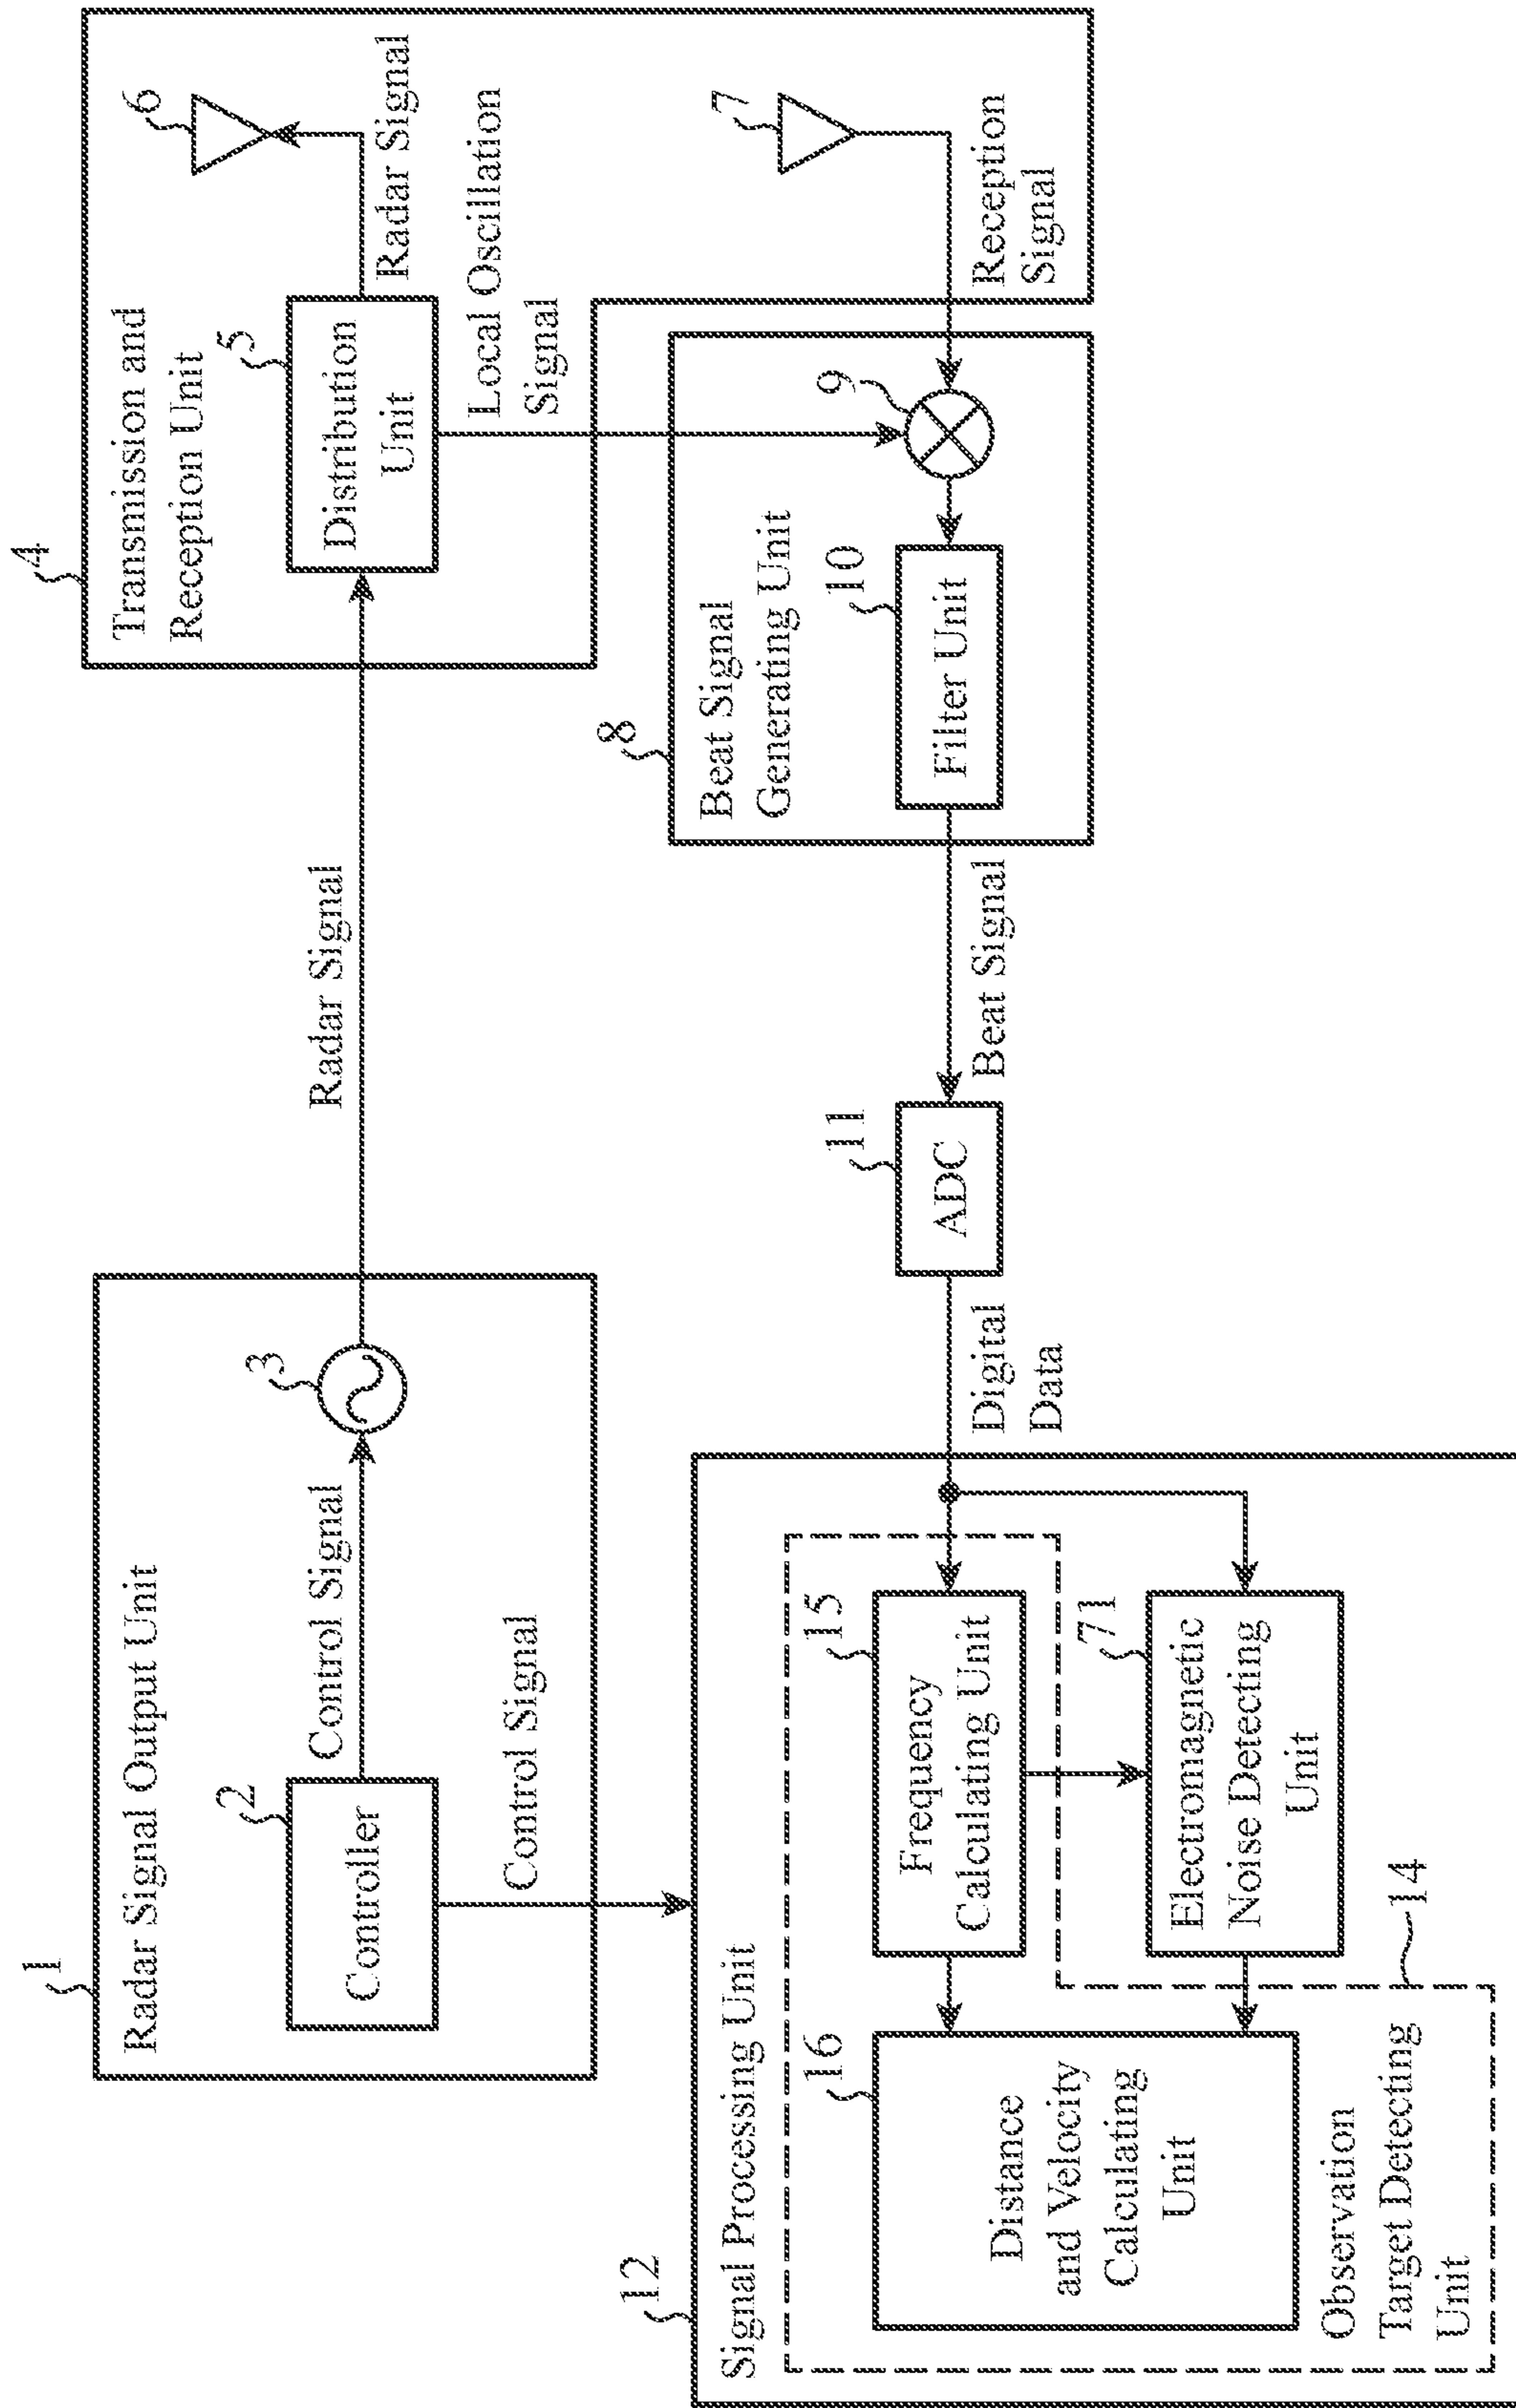 1
Radar Signal Output Unit
2
Controller
Control Signal
3
Control Signal
Radar Signal
4
Transmission and
Reception Unit
5
Distribution
Unit
6
Radar Signal
Local Oscillation
Signal
7
Reception
Signal
8
Beat Signal
Generating Unit
9
10
Filter Unit
Beat Signal
11
ADC
Digital
Data
12
Signal Processing Unit
15
Frequency
Calculating Unit
71
Electromagnetic
Noise Detecting
Unit
16
Distance
and Velocity
Calculating
Unit
14
Observation
Target Detecting
Unit